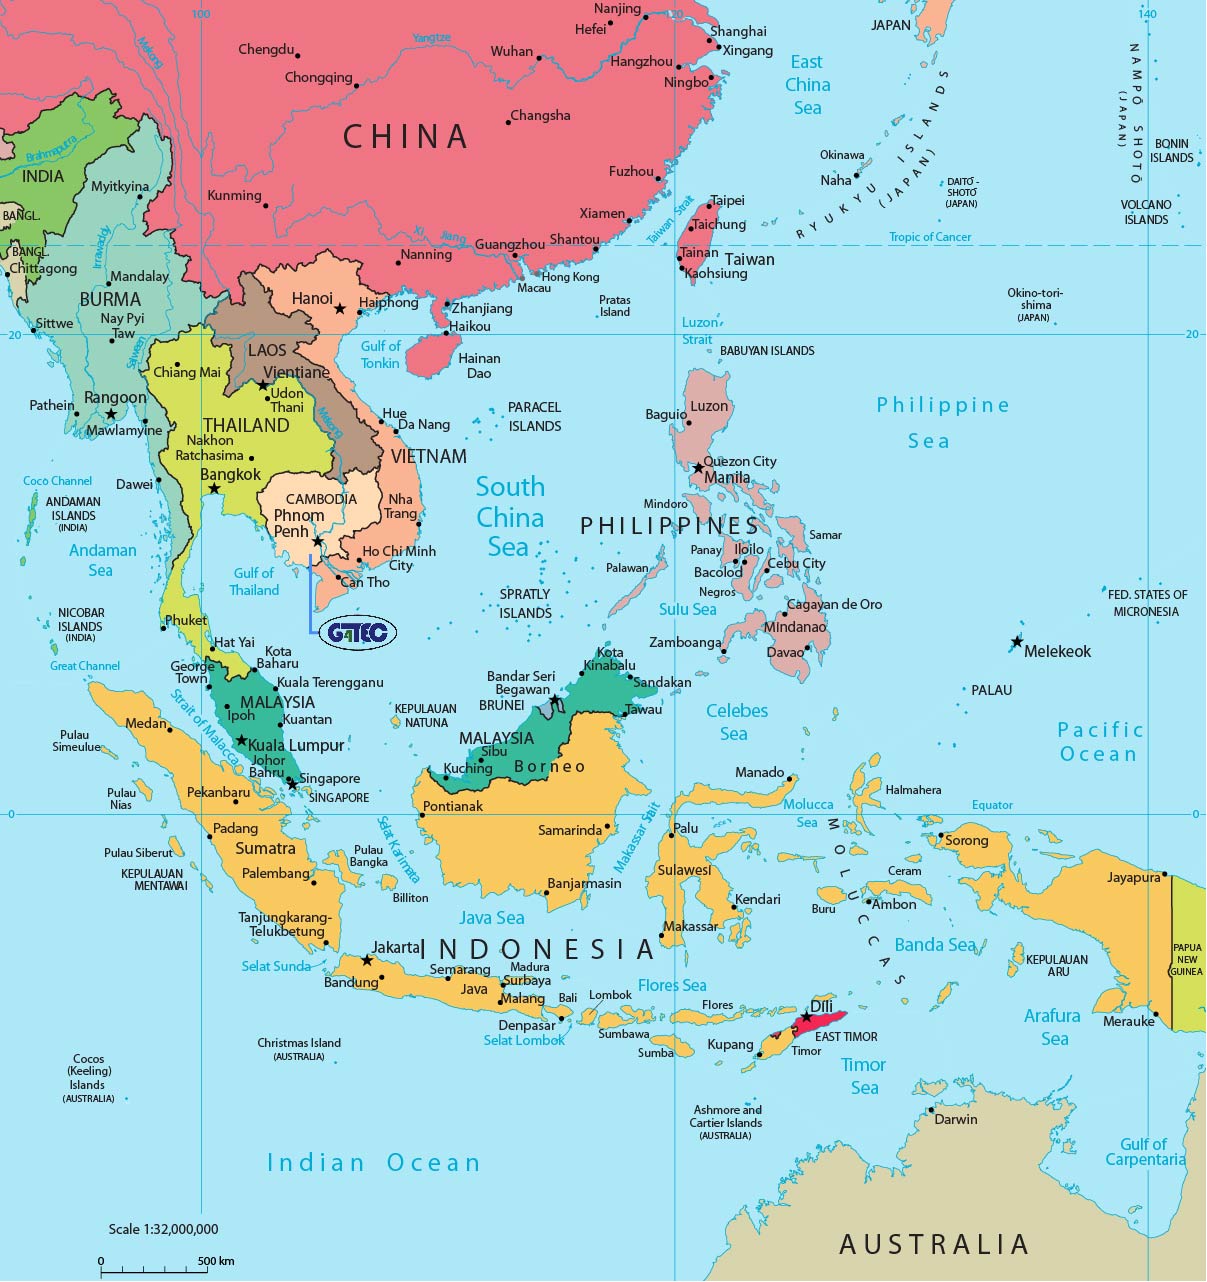 100
120
140
Nanjing
Hefei
JAPAN
Shanghai
Xingang
Chengdu
Yangtze
Wuhan
Hangzhou
East
China
Sea
Chongqing
Ningbo
Mekong
NAMPŌ SHOTŌ
(JAPAN)
Changsha
CHINA
Brahmaputra
BONIN
ISLANDS
INDIA
Okinawa
Naha
RYUKYU ISLANDS
(JAPAN)
DAITŌ -
SHOTŌ
(JAPAN)
Fuzhou
Myitkyina
Kunming
Taipei
VOLCANO
ISLANDS
BANGL.
Xiamen
Taiwan Strait
Taichung
Irrawaddy
Xi Jiang
Guangzhou
Shantou
Tropic of Cancer
BANGL.
Nanning
Tainan
Taiwan
Chittagong
Mandalay
Hong Kong
Macau
Kaohsiung
BURMA
Hanoi
Haiphong
Zhanjiang
Pratas
Island
Okino-tori-
shima
(JAPAN)
Nay Pyi
Taw
Sittwe
Haikou
Luzon
Strait
20
20
Salween
LAOS
Gulf of
Tonkin
Hainan
Dao
BABUYAN ISLANDS
Chiang Mai
Vientiane
Udon
Thani
Pathein
Rangoon
Mawlamyine
THAILAND
Mekong
Hue
Da Nang
PARACEL
ISLANDS
Luzon
Baguio
Philippine
Sea
Nakhon
Ratchasima
VIETNAM
Quezon City
Manila
Bangkok
Coco Channel
Dawei
CAMBODIA
South
China
Sea
ANDAMAN
ISLANDS
(INDIA)
Phnom
Penh
Nha
Trang
Mindoro
PHILIPPINES
Samar
Andaman
Sea
Ho Chi Minh
City
Panay
Iloilo
Palawan
Bacolod
Cebu City
Gulf of
Thailand
Can Tho
Negros
SPRATLY
ISLANDS
Sulu Sea
FED. STATES OF
MICRONESIA
NICOBAR
ISLANDS
(INDIA)
Phuket
GATEC
Cagayan de Oro
Mindanao
Hat Yai
Zamboanga
Davao
Melekeok
Great Channel
George
Town
Kota
Baharu
Kota
Kinabalu
Kuala Terengganu
Bandar Seri
Begawan
BRUNEI
Sandakan
PALAU
MALAYSIA
Ipoh
Kuantan
KEPULAUAN
NATUNA
Tawau
Celebes
Sea
Medan
Strait of Malacca
Pacific
Ocean
Pulau
Simeulue
Kuala Lumpur
MALAYSIA
Sibu
Johor
Bahru
Kuching
Borneo
Singapore
SINGAPORE
Manado
Pulau
Nias
Pekanbaru
Halmahera
Pontianak
Molucca
Sea
Equator
0
0
Padang
Selat Karimata
Samarinda
Makassar Sait
Palu
MOLUCCAS
Sorong
Pulau Siberut
Sumatra
Pulau
Bangka
KEPULAUAN
MENTAWAI
Palembang
Sulawesi
Ceram
Jayapura
Banjarmasin
Billiton
Kendari
Buru
Ambon
Tanjungkarang-
Telukbetung
Java Sea
Makassar
Jakarta
INDONESIA
Banda Sea
PAPUA
NEW
GUINEA
Selat Sunda
Semarang
Madura
KEPULAUAN
ARU
Bandung
Java
Surbaya
Flores Sea
Malang
Bali
Lombok
Flores
Dili
Arafura
Sea
Merauke
Denpasar
Selat Lombok
Sumbawa
EAST TIMOR
Christmas Island
(AUSTRALIA)
Sumba
Kupang
Timor
Cocos
(Keeling)
Islands
(AUSTRALIA)
Timor
Sea
Ashmore and
Cartier Islands
(AUSTRALIA)
Darwin
Gulf of
Carpentaria
Indian Ocean
Scale 1:32,000,000
AUSTRALIA
0 500 km